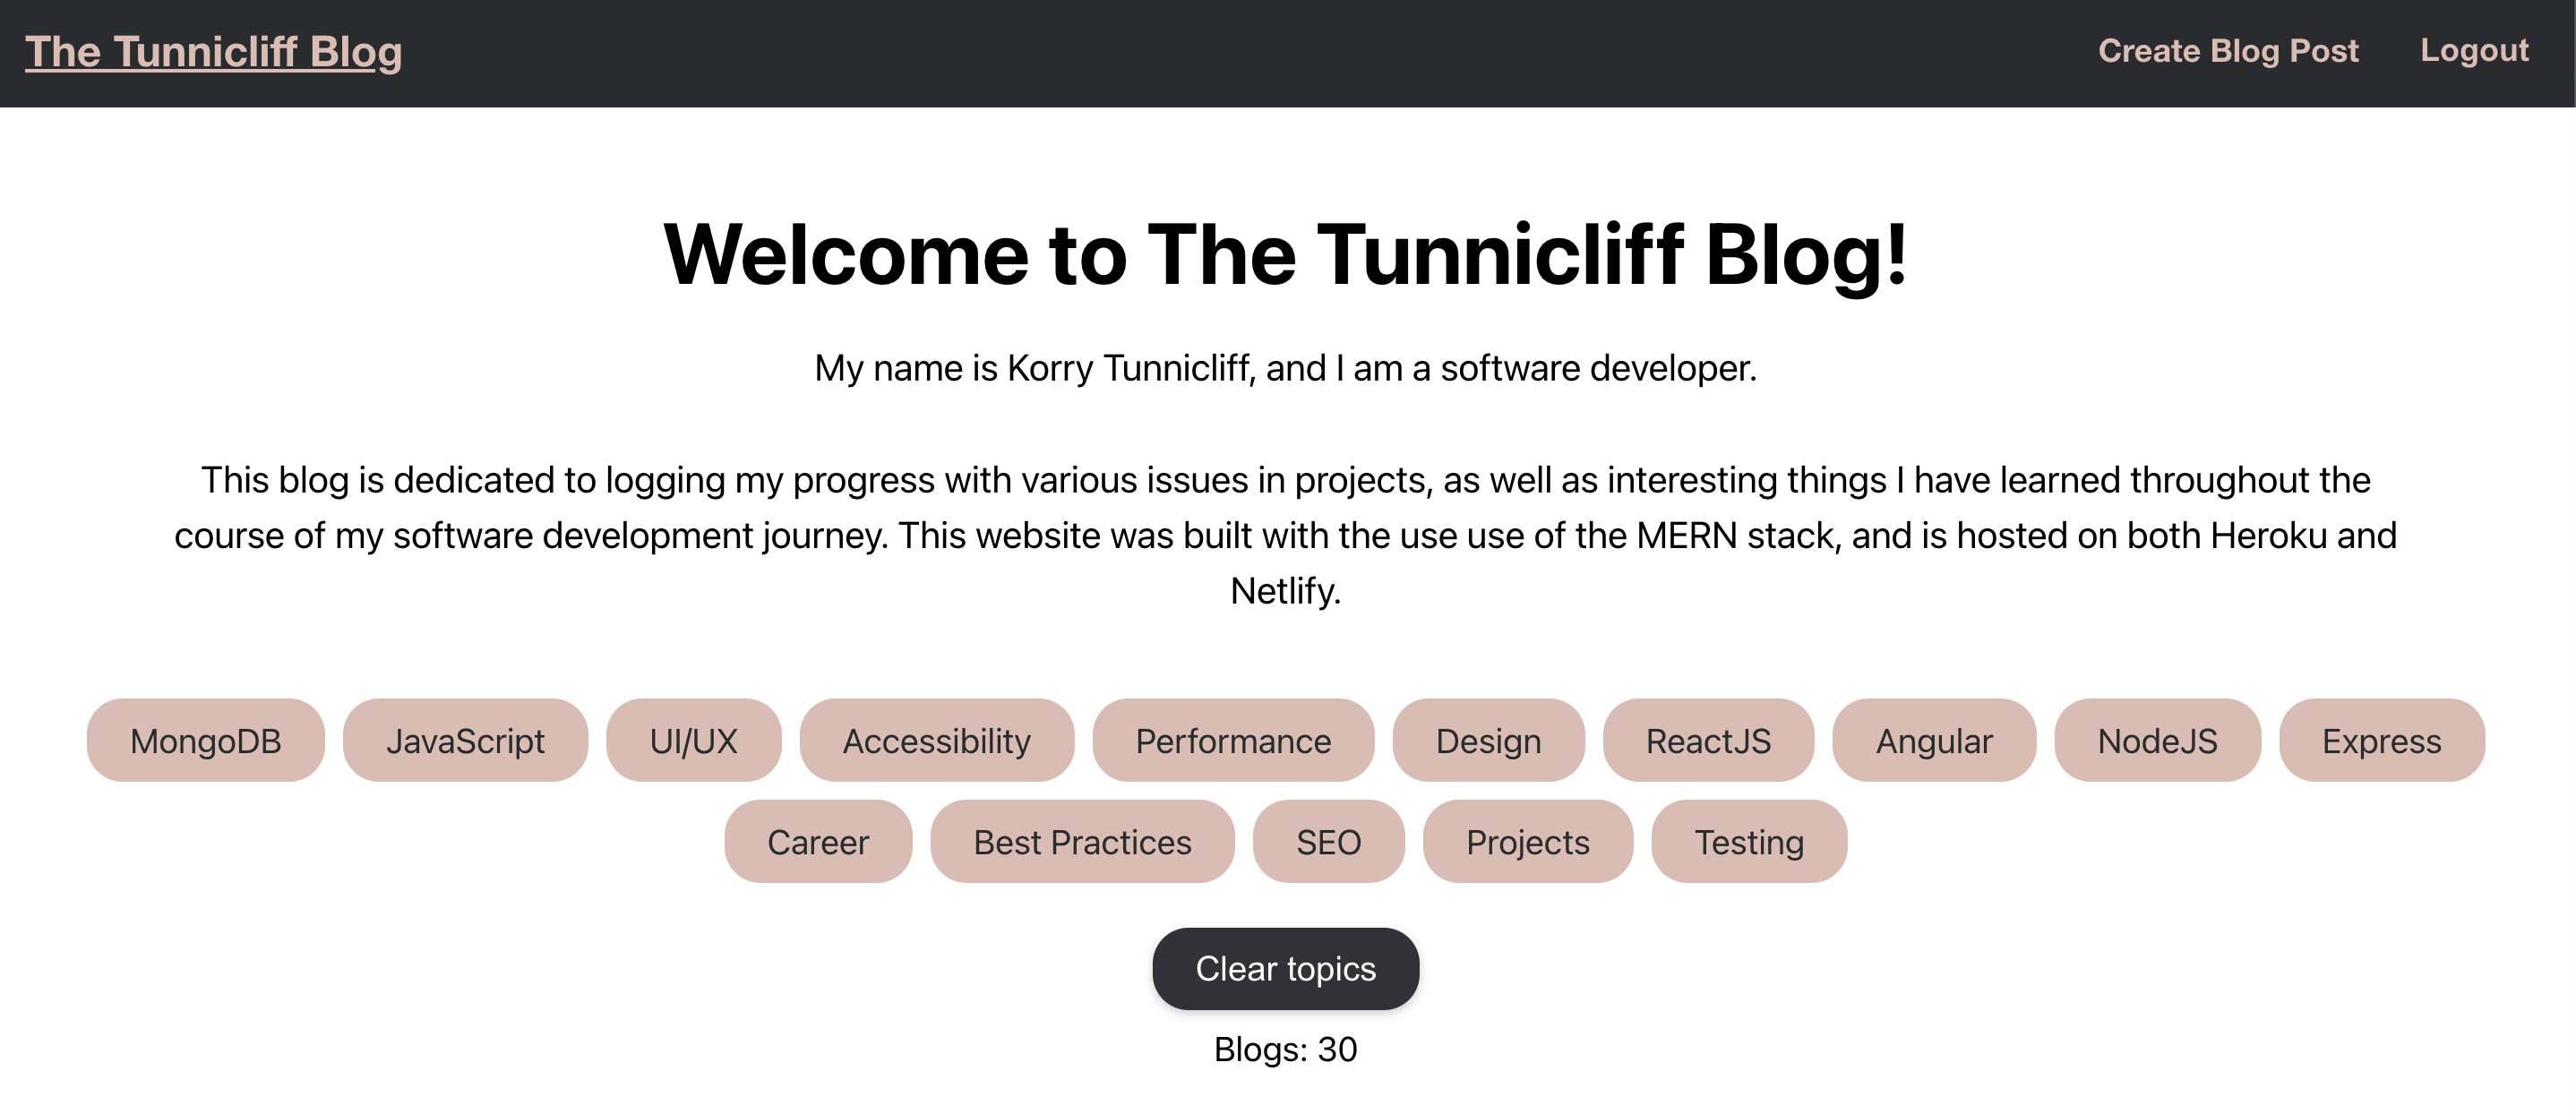 The Tunnicliff Blog
Create Blog Post
Logout
Welcome to The Tunnicliff Blog!
My name is Korry Tunnicliff, and I am a software developer.
This blog is dedicated to logging my progress with various issues in projects, as well as interesting things I have learned throughout the
course of my software development journey. This website was built with the use use of the MERN stack, and is hosted on both Heroku and
Netlify.
MongoDB JavaScript UI/UX Accessibility Performance Design ReactJS Angular NodeJS Express
Career Best Practices SEO Projects Testing
Clear topics
Blogs: 30